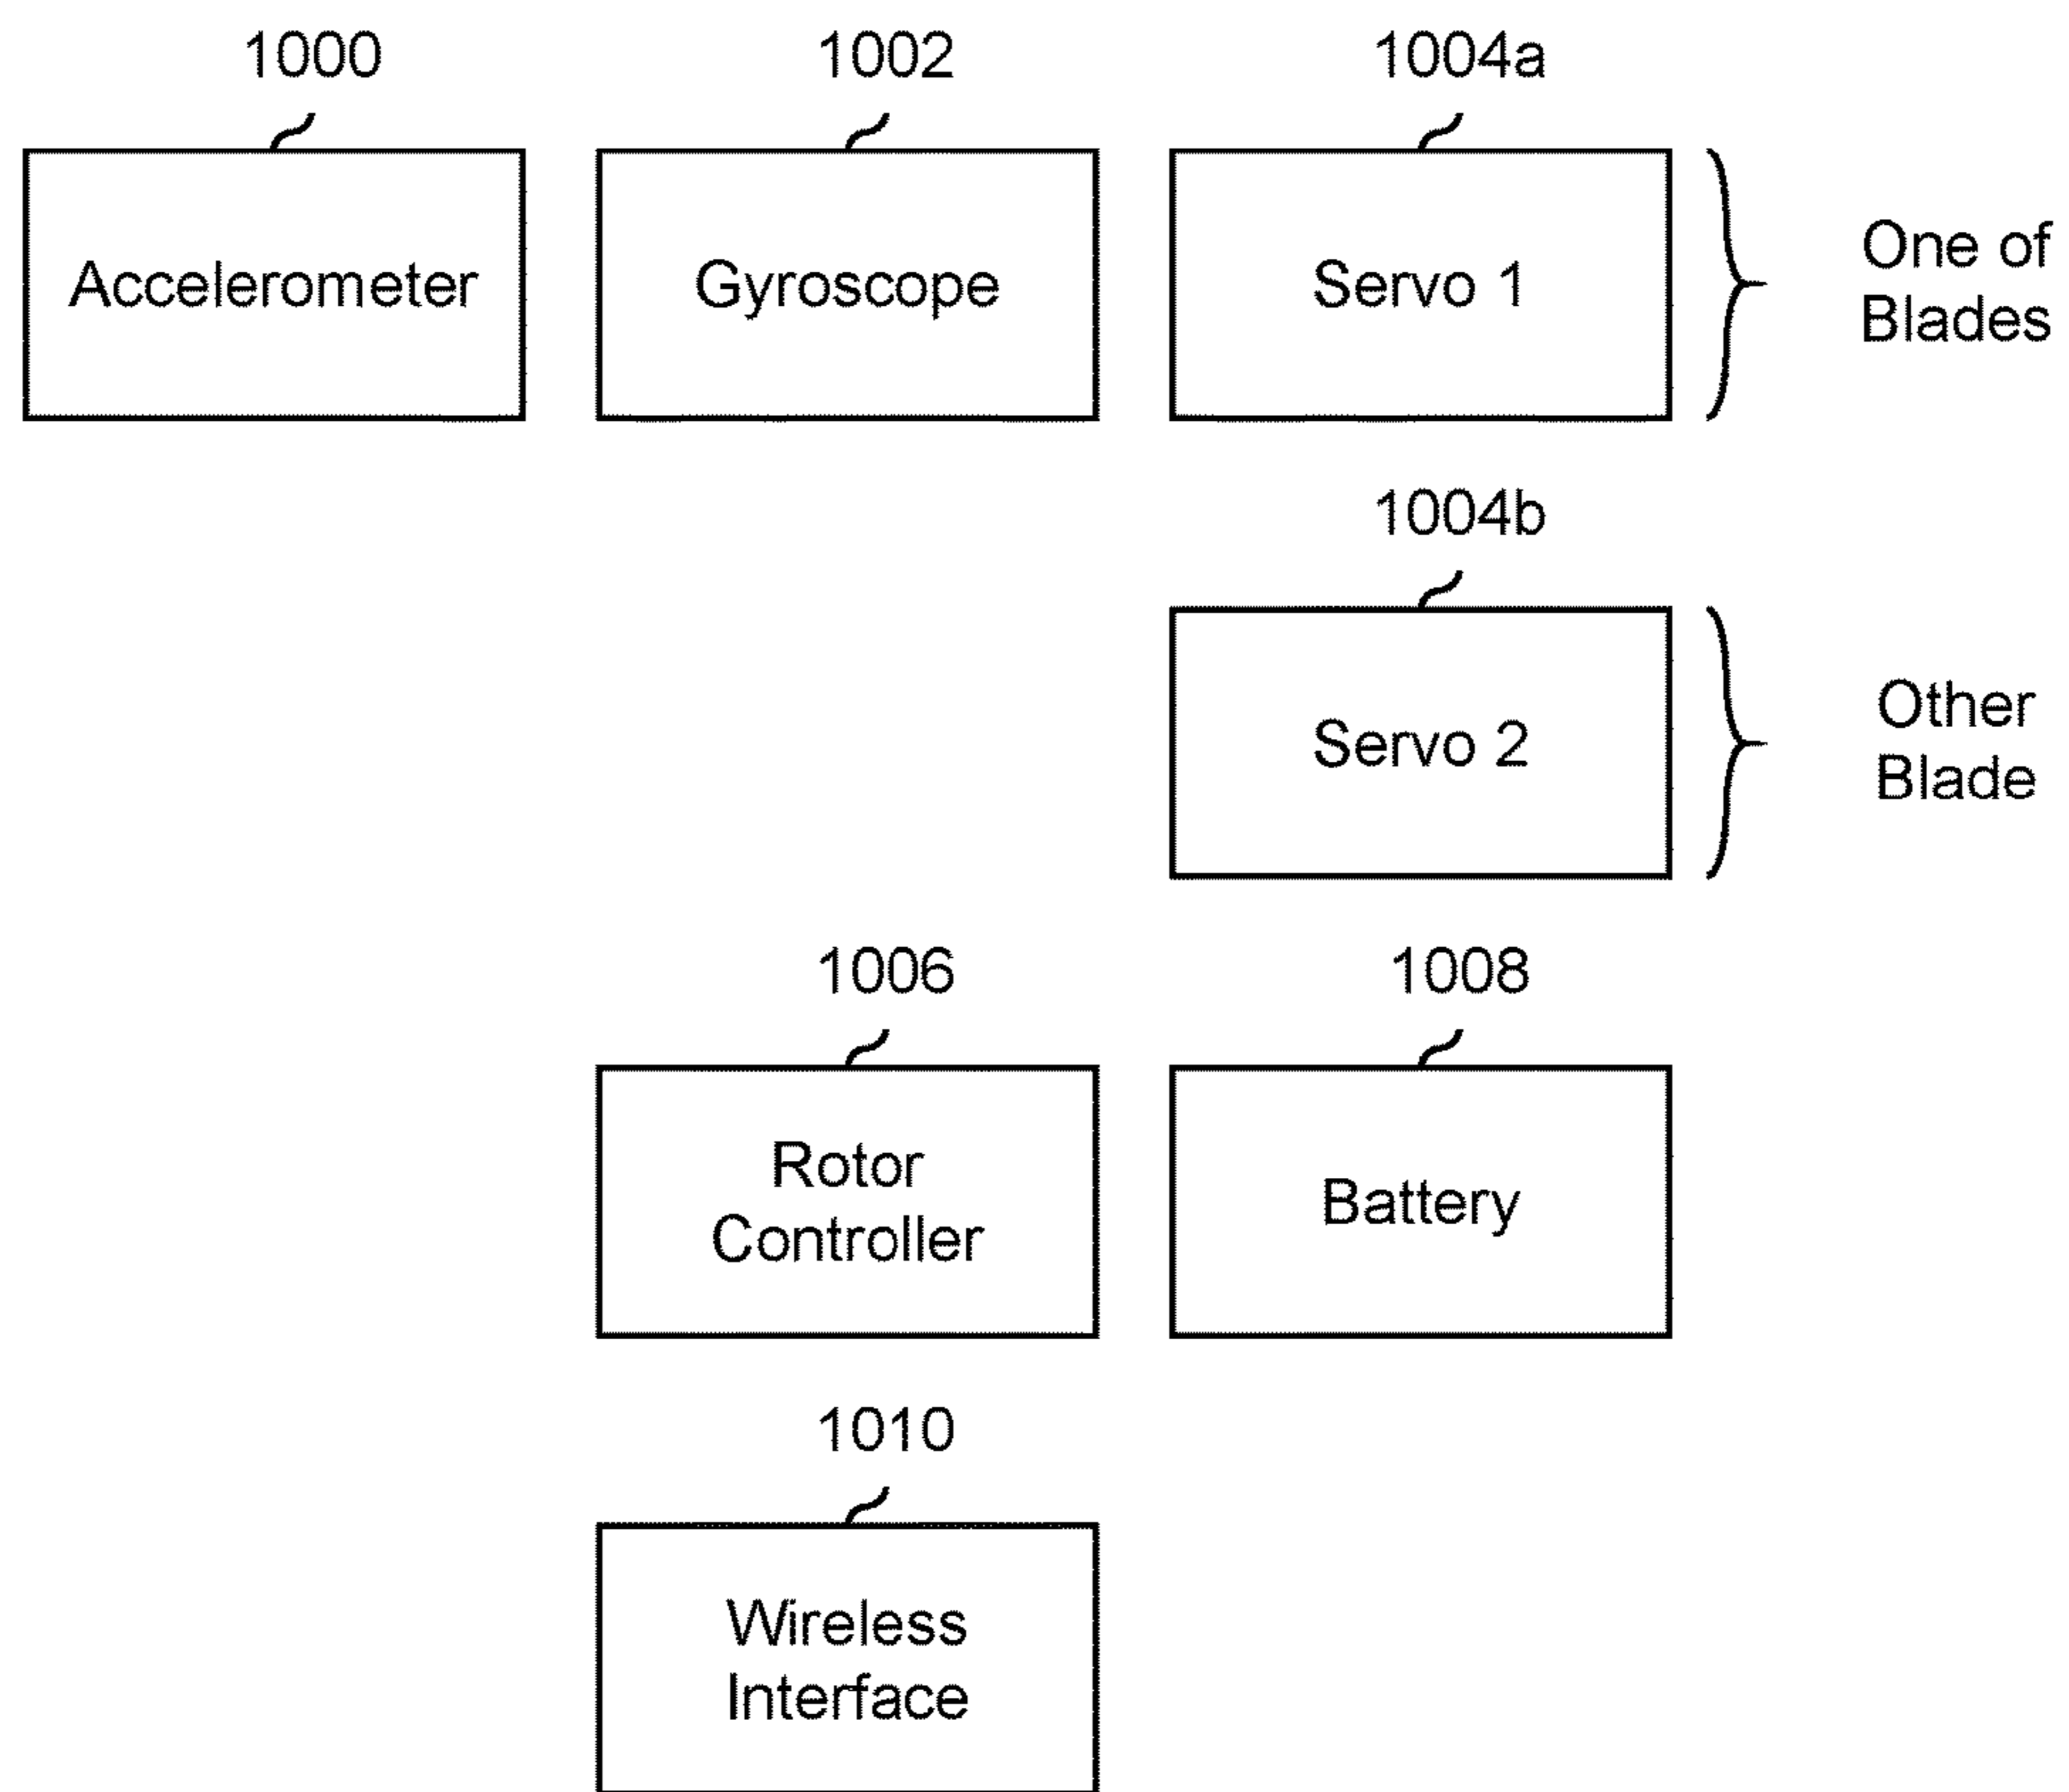 1000
1002
1004a
Accelerometer
Gyroscope
Servo 1
One of
Blades
1004b
Servo 2
Other
Blade
1006
1008
Rotor
Controller
Battery
1010
Wireless
Interface